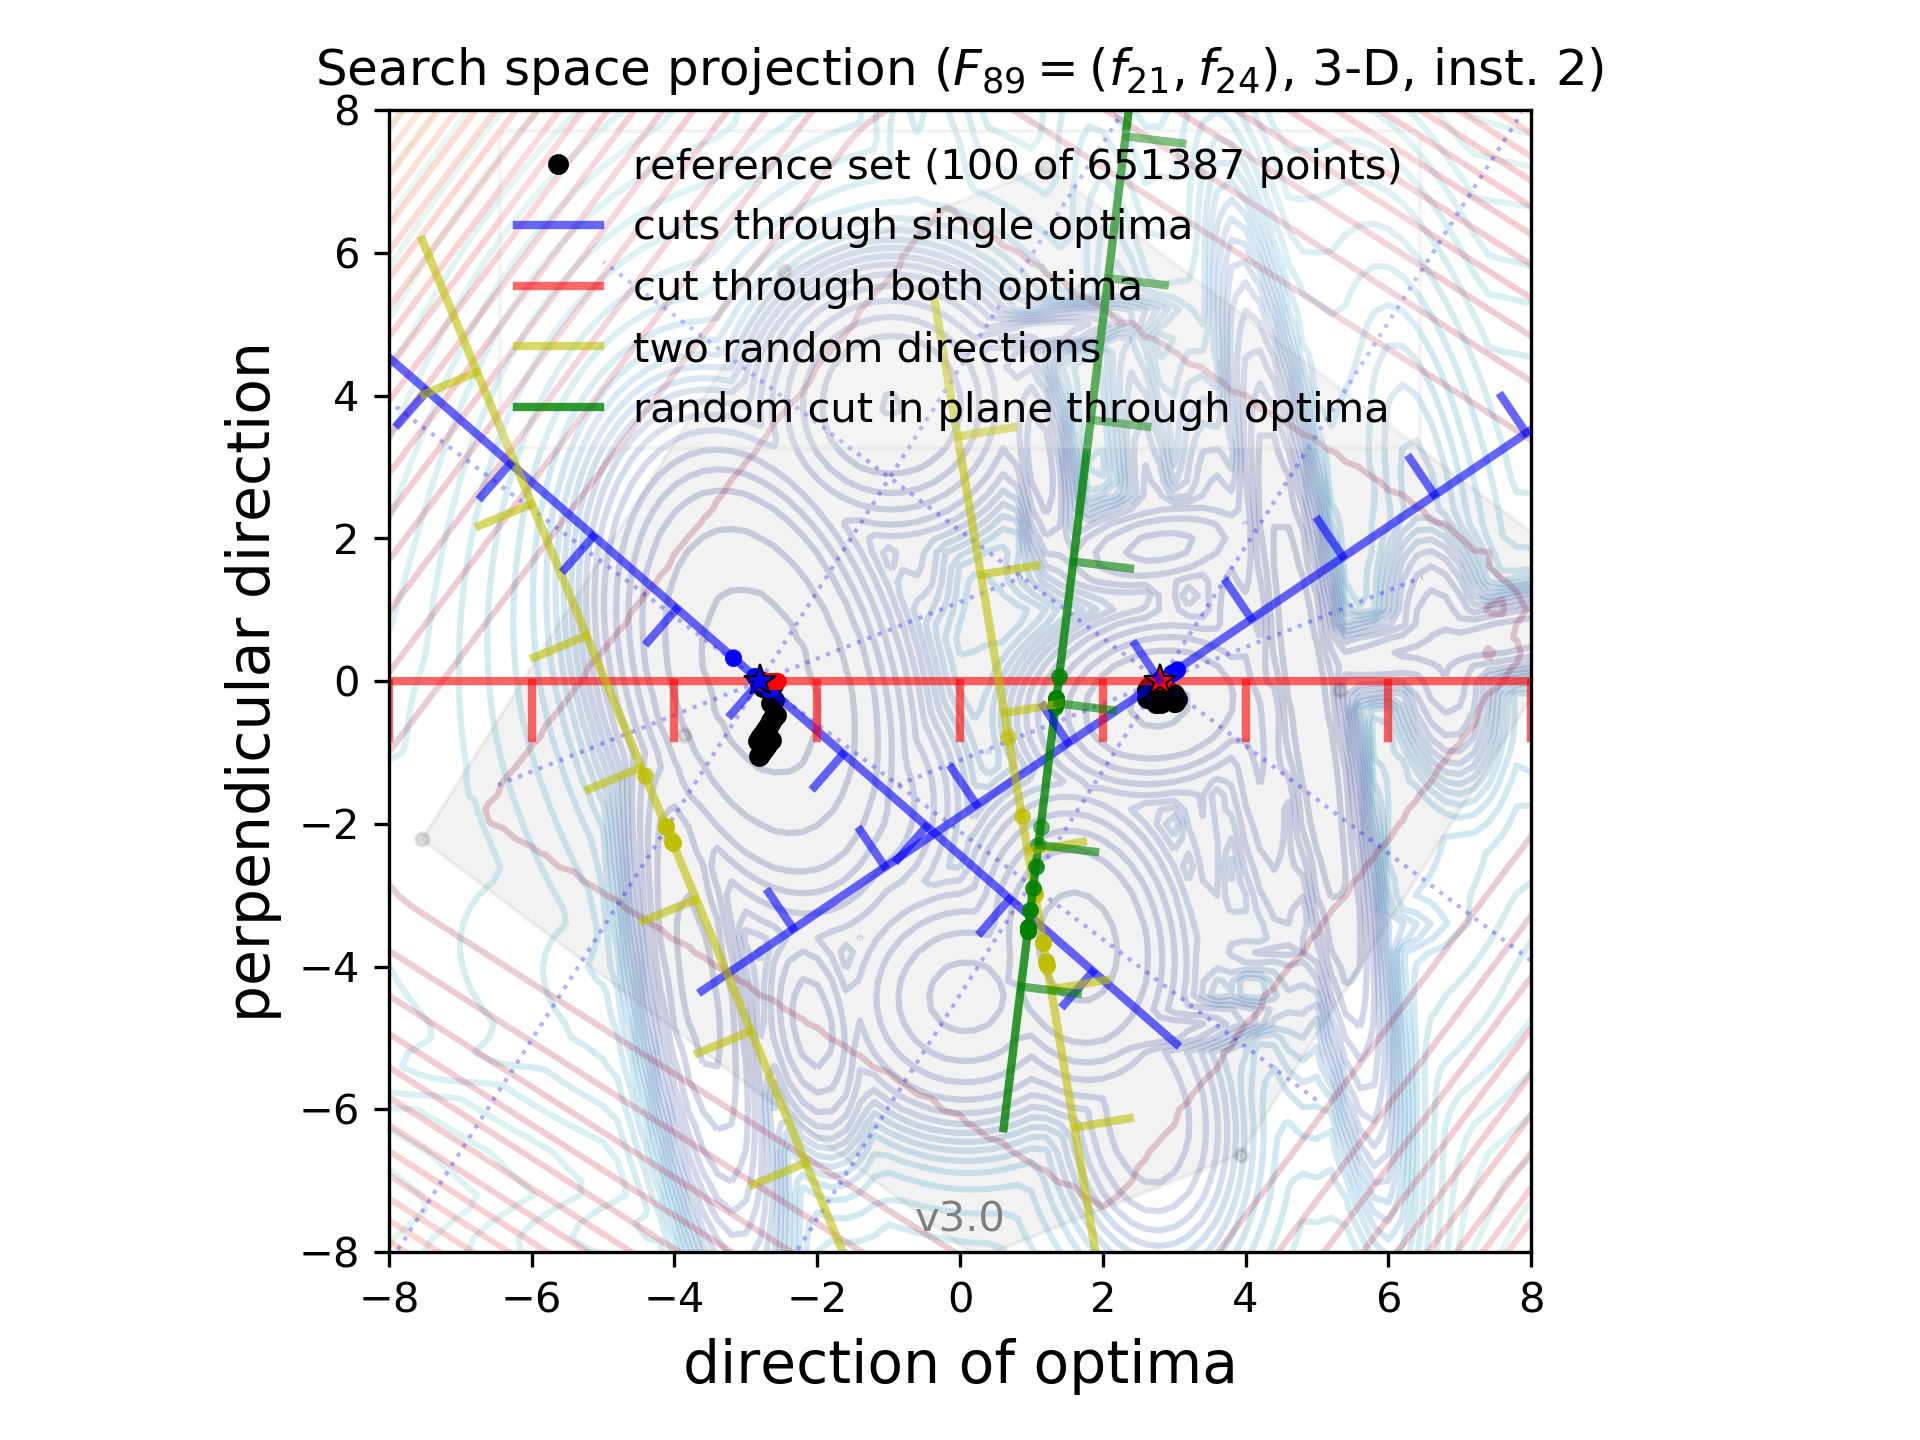 Search space projection (F₈₉ = (f₂₁, f₂₄), 3-D, inst. 2)
reference set (100 of 651387 points)
cuts through single optima
cut through both optima
two random directions
random cut in plane through optima
8
6
4
2
0
−2
−4
−6
−8
perpendicular direction
v3.0
−8 −6 −4 −2 0 2 4 6 8
direction of optima